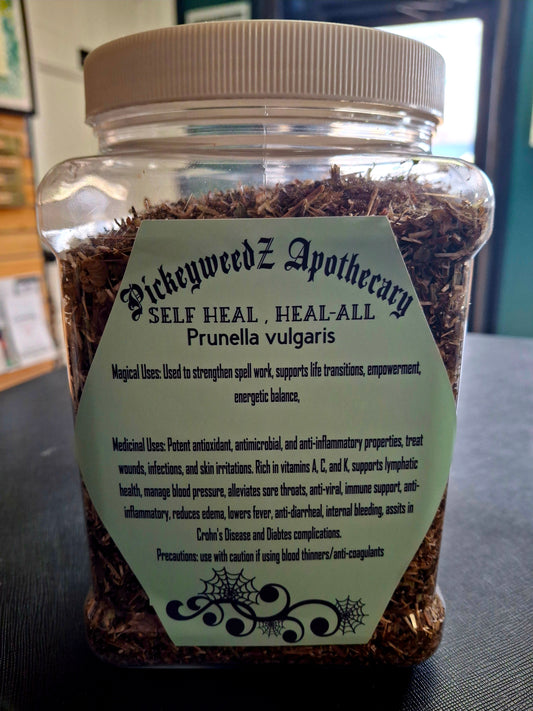 PickeyweedZ Apothecary
SELF HEAL , HEAL-ALL
Prunella vulgaris
Magical Uses: Used to strengthen spell work, supports life transitions, empowerment,
energetic balance,
Medicinal Uses: Potent antioxidant, antimicrobial, and anti-inflammatory properties, treat
wounds, infections, and skin irritations. Rich in vitamins A, C, and K, supports lymphatic
health, manage blood pressure, alleviates sore throats, anti-viral, immune support, anti-
inflammatory, reduces edema, lowers fever, anti-diarrheal, internal bleeding, assits in
Crohn's Disease and Diabtes complications.
Precautions: use with caution if using blood thinners/anti-coagulants